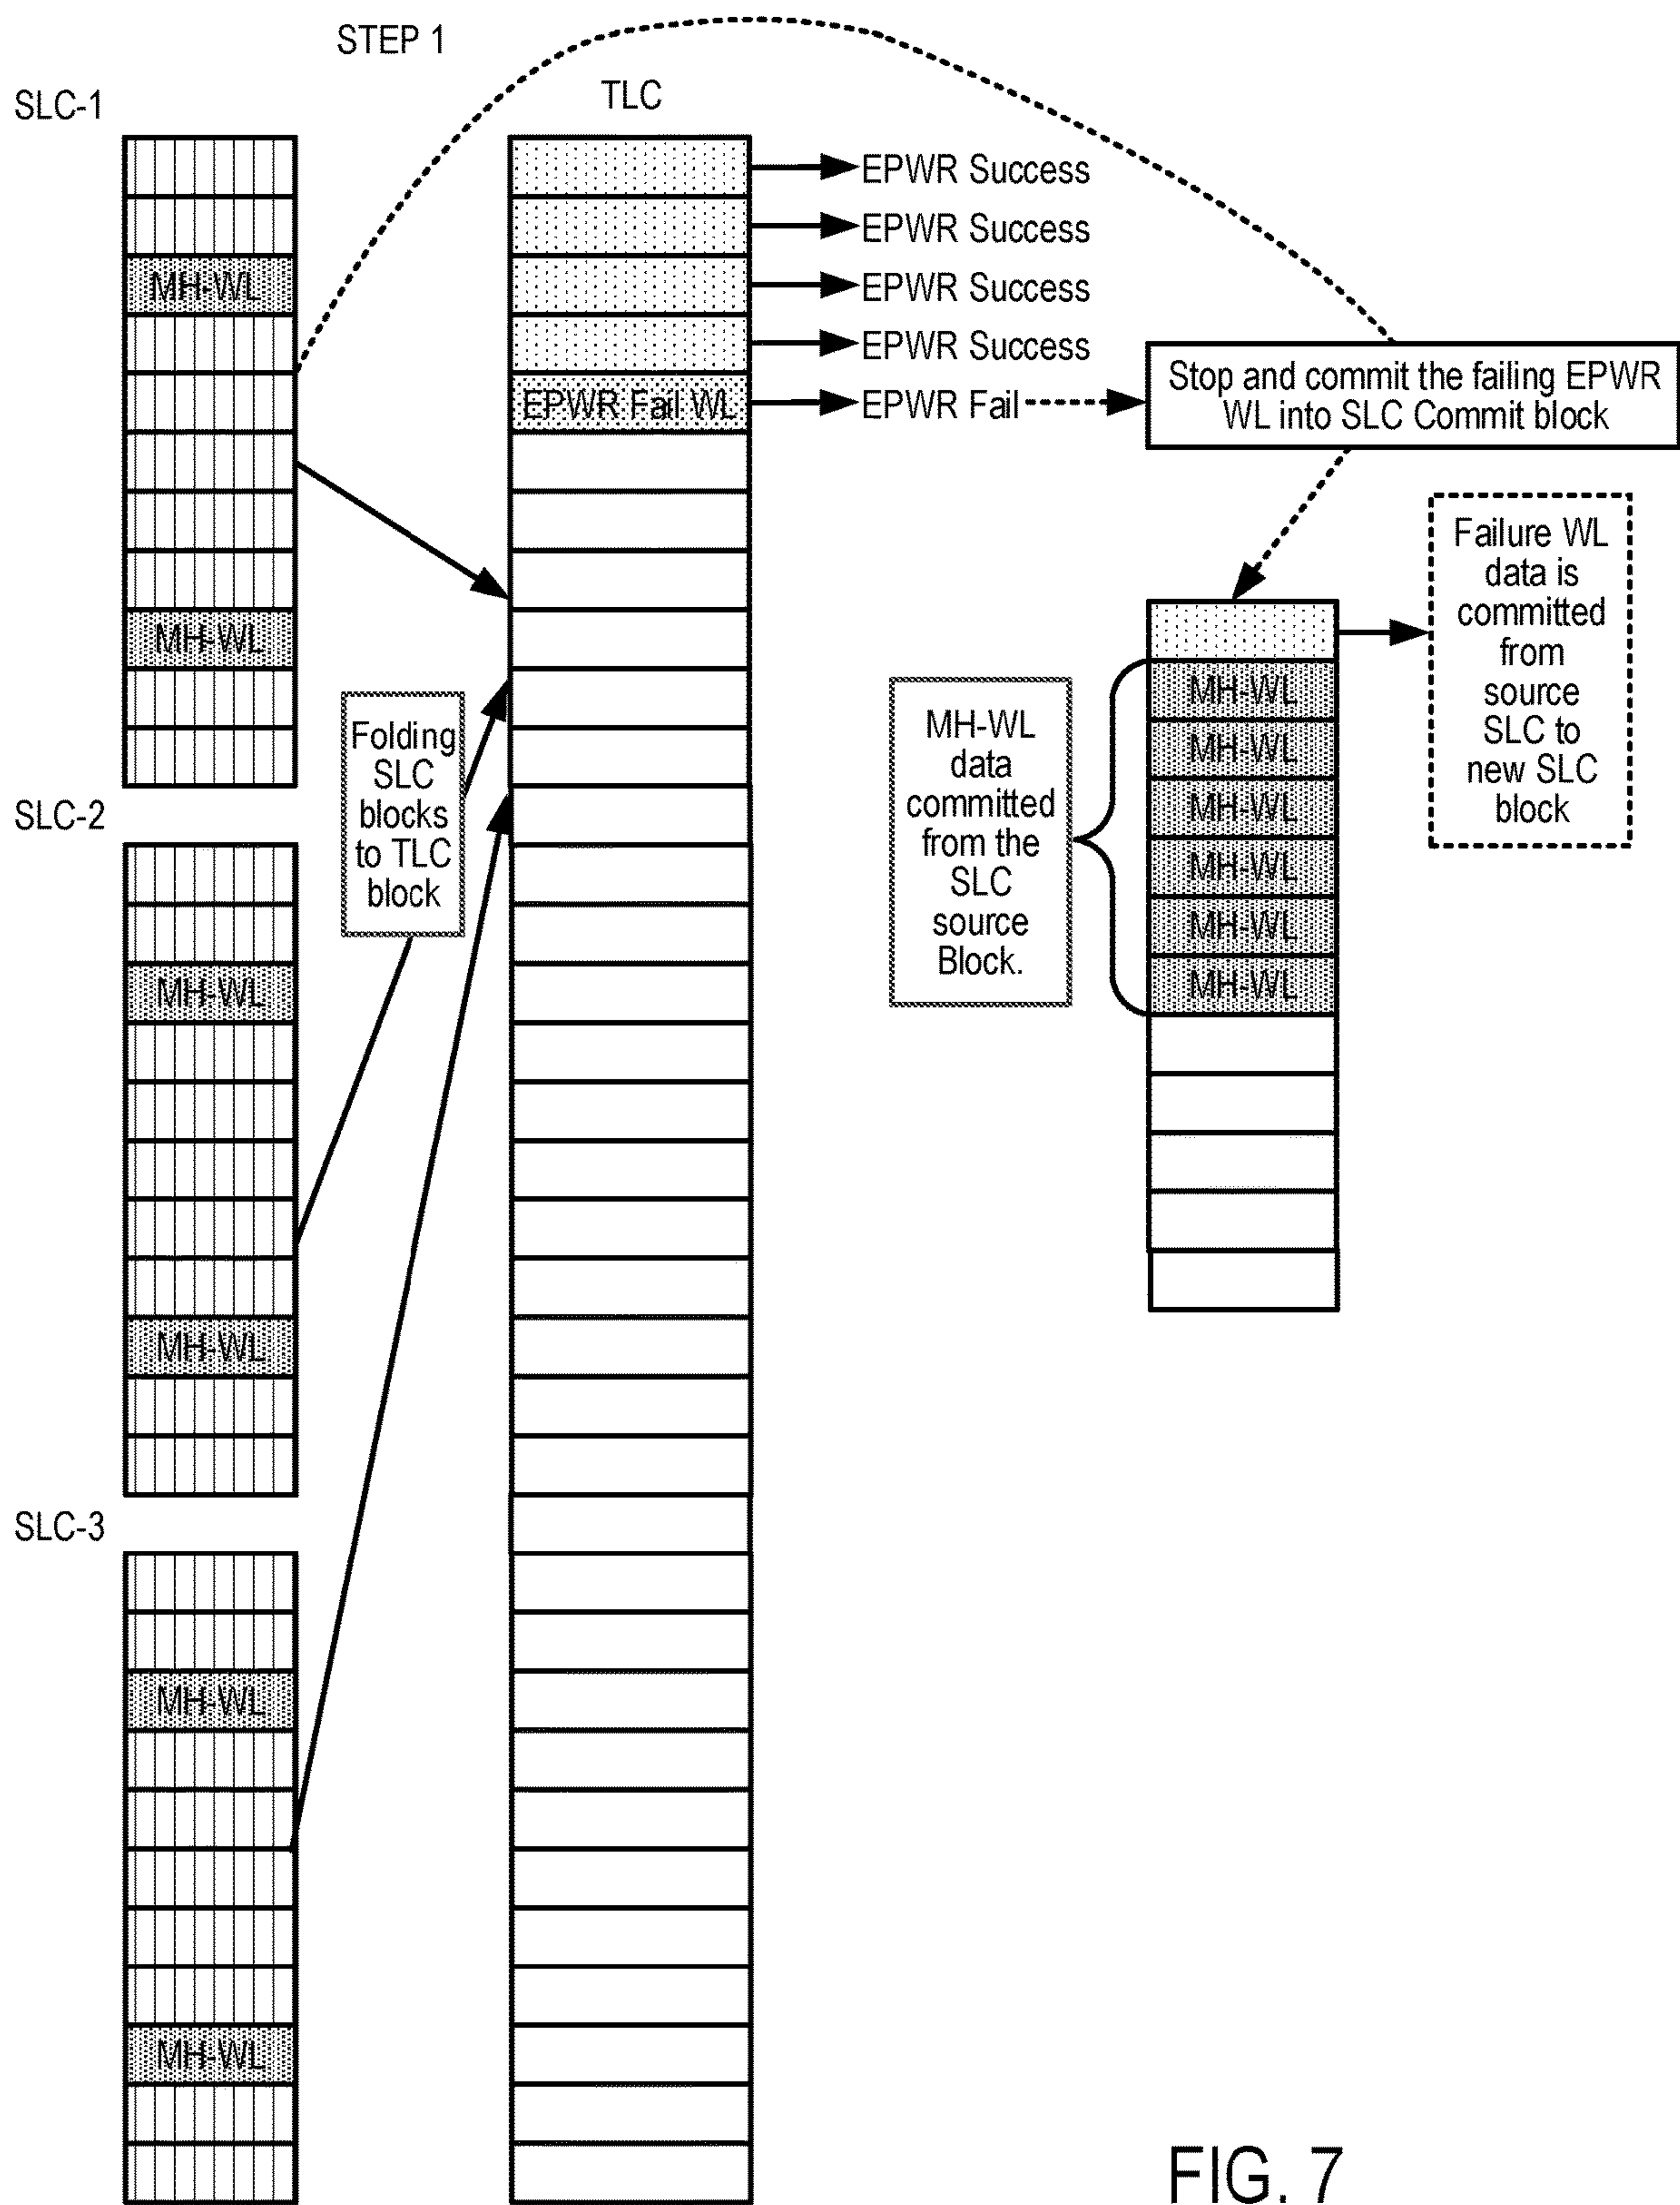 STEP 1
SLC-1
TLC
MH-WL
MH-WL
EPWR Success
EPWR Success
EPWR Success
EPWR Success
EPWR Fail WL
EPWR Fail
Stop and commit the failing EPWR
WL into SLC Commit block
Failure WL
data is
committed
from
source
SLC to
new SLC
block
Folding
SLC
blocks
to TLC
block
MH-WL
data
committed
from the
SLC
source
Block.
MH-WL
MH-WL
MH-WL
MH-WL
MH-WL
MH-WL
SLC-2
MH-WL
MH-WL
SLC-3
MH-WL
MH-WL
FIG. 7